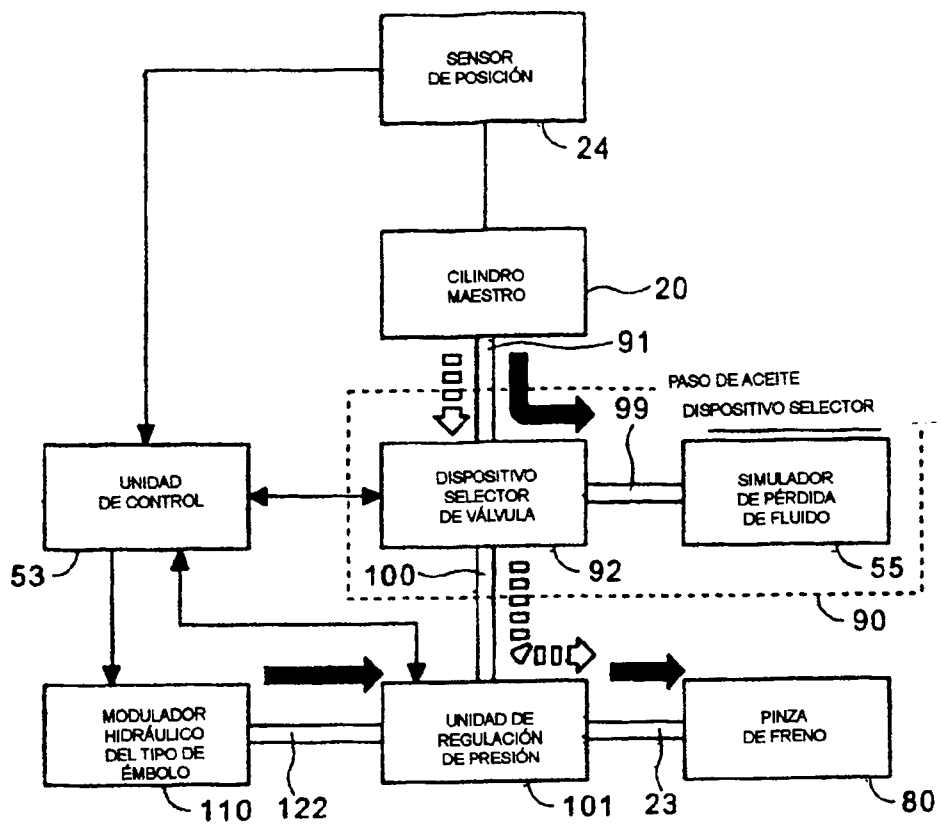 SENSOR
DE POSICIÓN
24
CILINDRO
MAESTRO
20
91
PASO DE ACEITE
DISPOSITIVO SELECTOR
99
UNIDAD
DE CONTROL
53
DISPOSITIVO
SELECTOR
DE VÁLVULA
92
SIMULADOR
DE PÉRDIDA
DE FLUIDO
55
100
90
MODULADOR
HIDRÁULICO
DEL TIPO DE
ÉMBOLO
110
122
UNIDAD DE
REGULACIÓN
DE PRESIÓN
101
23
PINZA
DE FRENO
80